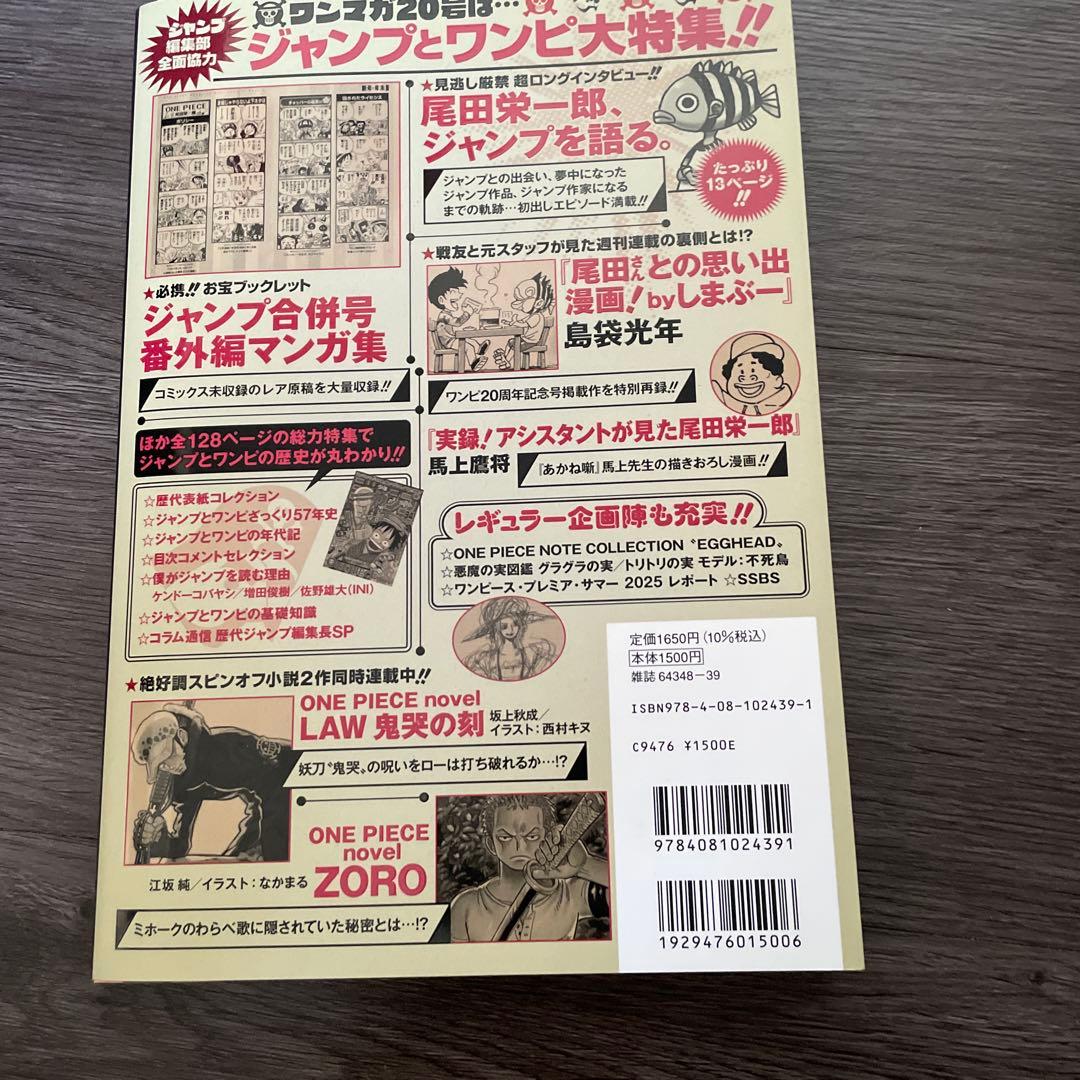 ワンマガ20号は…
ジャンプ
編集部
全面協力
ジャンプとワンピ大特集!!
★見逃し厳禁 超ロングインタビュー!!
尾田栄一郎、
ジャンプを語る。
ジャンプとの出会い、夢中になった
ジャンプ作品、ジャンプ作家になる
までの軌跡…初出しエピソード満載!!
たっぷり
13ページ
!!
ONE PIECE
★必携!! お宝ブックレット
ジャンプ合併号
番外編マンガ集
コミックス未収録のレア原稿を大量収録!!
★戦友と元スタッフが見た週刊連載の裏側とは!?
『尾田さんとの思い出
漫画!byしまぶー』
島袋光年
ワンピ20周年記念号掲載作を特別再録!!
『実録!アシスタントが見た尾田栄一郎』
馬上鷹将
『あかね噺』馬上先生の描きおろし漫画!!
ほか全128ページの総力特集で
ジャンプとワンピの歴史が丸わかり!!
☆歴代表紙コレクション
☆ジャンプとワンピざっくり57年史
☆ジャンプとワンピの年代記
☆目次コメントセレクション
☆僕がジャンプを読む理由
ケンドーコバヤシ/増田俊樹/佐野雄大(INI)
☆ジャンプとワンピの基礎知識
☆コラム通信 歴代ジャンプ編集長SP
レギュラー企画陣も充実!!
☆ONE PIECE NOTE COLLECTION〝EGGHEAD〟
☆悪魔の実図鑑 グラグラの実/トリトリの実 モデル:不死鳥
☆ワンピース・プレミア・サマー 2025 レポート ☆SSBS
★絶好調スピンオフ小説2作同時連載中!!
ONE PIECE novel
LAW 鬼哭の刻
坂上秋成/
イラスト:西村キヌ
妖刀〝鬼哭〟の呪いをローは打ち破れるか…!?
ONE PIECE
novel
ZORO
江坂 純/イラスト:なかまる
ミホークのわらべ歌に隠されていた秘密とは…!?
定価1650円(10%税込)
本体1500円
雑誌 64348-39
ISBN978-4-08-102439-1
C9476 ¥1500E
9784081024391
1929476015006